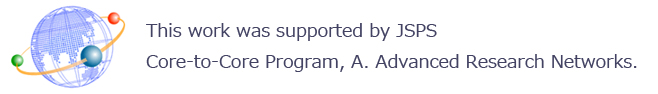 This work was supported by JSPS
Core-to-Core Program, A. Advanced Research Networks.